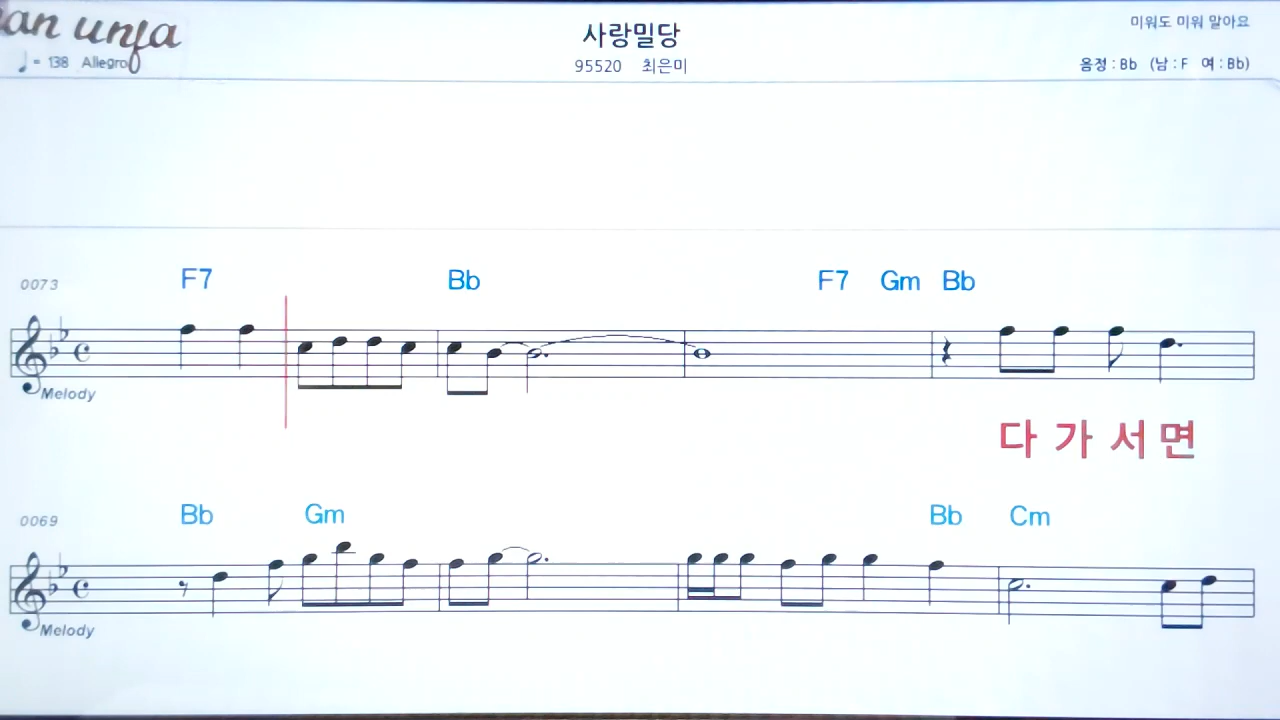 an unja
사랑밀당
미워도 미워 말아요
♩ = 138 Allegro
95520 최은미
음정 : Bb (남 : F 여 : Bb)
0073 F7 Bb F7 Gm Bb
Melody
다 가 서 면
0069 Bb Gm Bb Cm
Melody